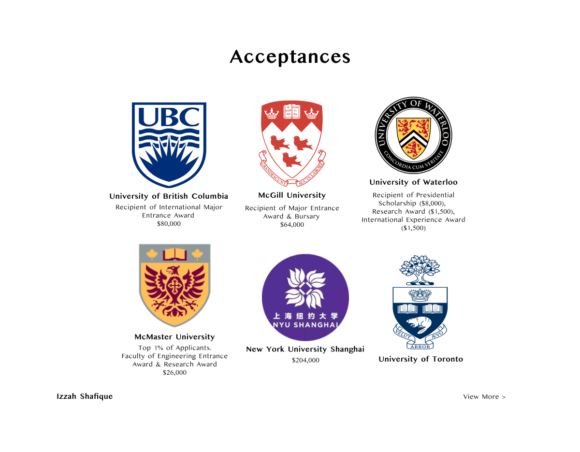 Acceptances
UBC
University of British Columbia
Recipient of International Major
Entrance Award
$80,000
McGill University
Recipient of Major Entrance
Award & Bursary
$64,000
UNIVERSITY OF WATERLOO
CONCORDIA CUM VERITATE
University of Waterloo
Recipient of Presidential
Scholarship ($8,000),
Research Award ($1,500),
International Experience Award
($1,500)
McMaster University
Top 1% of Applicants.
Faculty of Engineering Entrance
Award & Research Award
$26,000
上海纽约大学
NYU SHANGHAI
New York University Shanghai
$204,000
VELUT ARBOR ÆVO
University of Toronto
Izzah Shafique
View More >